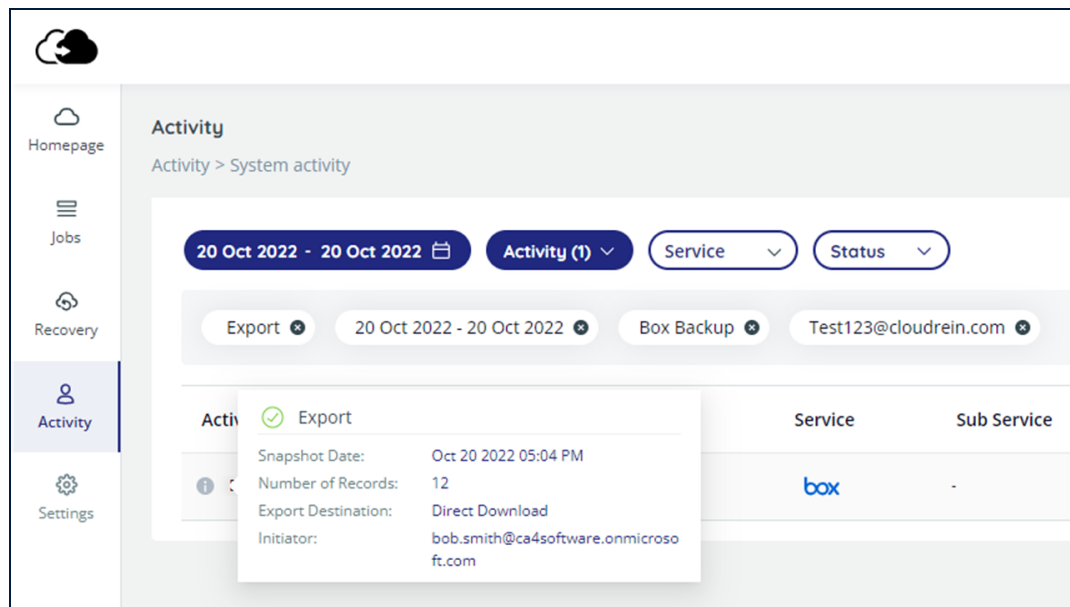 Homepage
Jobs
Recovery
Activity
Settings
Activity
Activity > System activity
20 Oct 2022 - 20 Oct 2022 Activity (1) Service Status
Export 20 Oct 2022 - 20 Oct 2022 Box Backup Test123@cloudrein.com
Service Sub Service
box -
Export
Snapshot Date: Oct 20 2022 05:04 PM
Number of Records: 12
Export Destination: Direct Download
Initiator: bob.smith@ca4software.onmicroso
ft.com